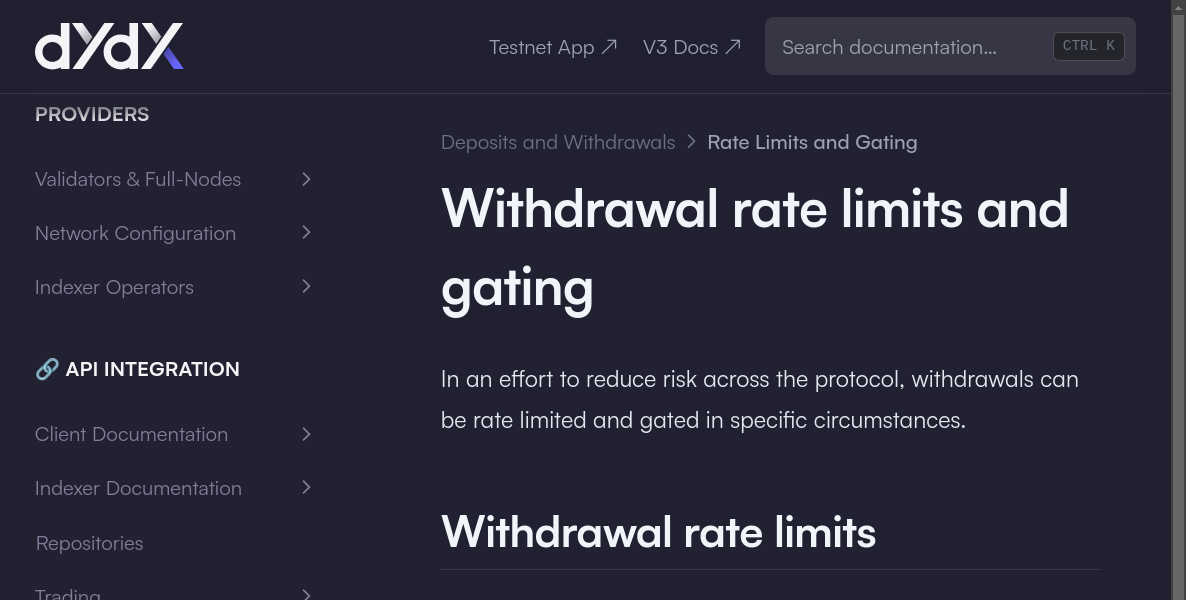 dYdX
Testnet App
V3 Docs
Search documentation...
CTRL K
PROVIDERS
Validators & Full-Nodes
Network Configuration
Indexer Operators
🔗 API INTEGRATION
Client Documentation
Indexer Documentation
Repositories
Trading
Deposits and Withdrawals > Rate Limits and Gating
Withdrawal rate limits and
gating
In an effort to reduce risk across the protocol, withdrawals can
be rate limited and gated in specific circumstances.
Withdrawal rate limits